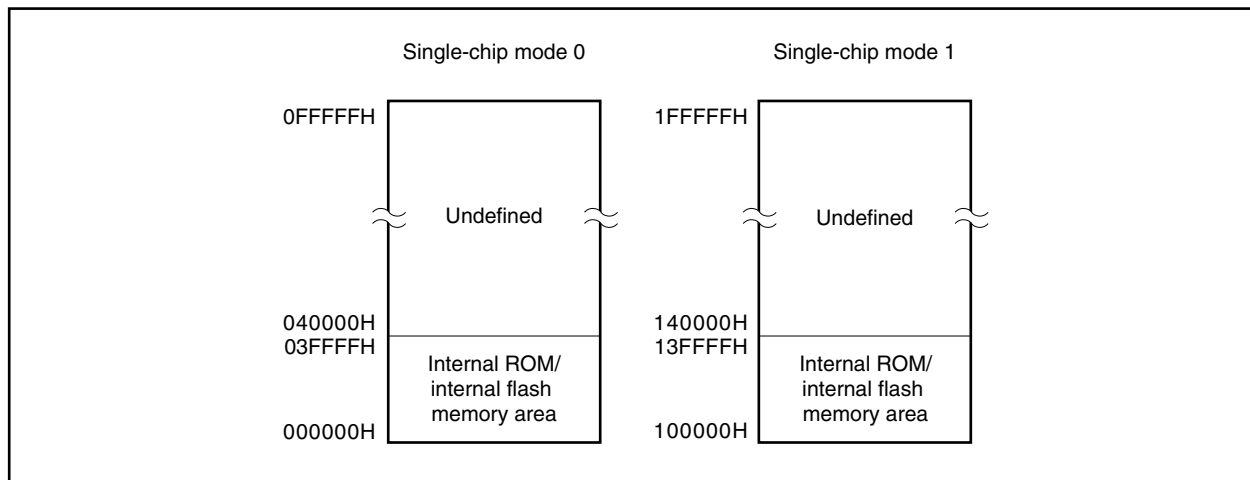 Single-chip mode 0
0FFFFFH
Undefined
040000H
03FFFFH
Internal ROM/
internal flash
memory area
000000H
Single-chip mode 1
1FFFFFH
Undefined
140000H
13FFFFH
Internal ROM/
internal flash
memory area
100000H